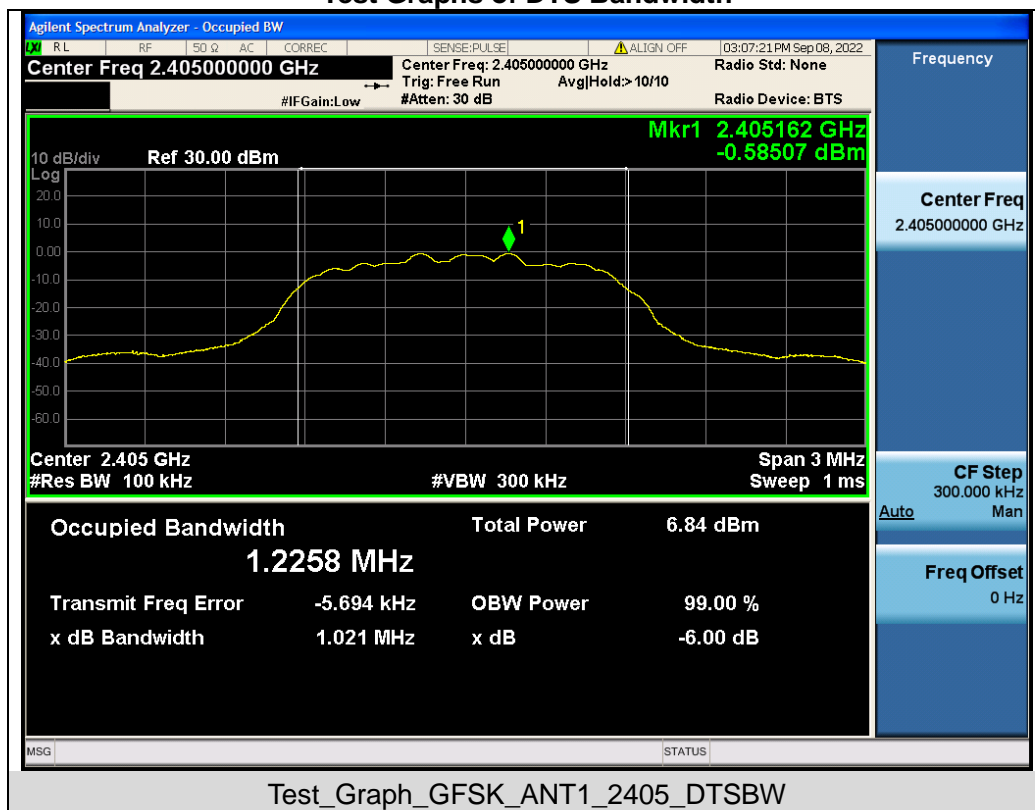 Test Graphs of DTS Bandwidth
Agilent Spectrum Analyzer - Occupied BW
LXI RL RF 50 Ω AC CORREC SENSE:PULSE ALIGN OFF 03:07:21 PM Sep 08, 2022
Center Freq 2.405000000 GHz
Center Freq: 2.405000000 GHz
Radio Std: None
Trig: Free Run Avg|Hold:>10/10
#IFGain:Low #Atten: 30 dB Radio Device: BTS
Mkr1 2.405162 GHz
-0.58507 dBm
10 dB/div Ref 30.00 dBm
Log
20.0
10.0
0.00
-10.0
-20.0
-30.0
-40.0
-50.0
-60.0
1
Center 2.405 GHz Span 3 MHz
#Res BW 100 kHz #VBW 300 kHz Sweep 1 ms
Occupied Bandwidth Total Power 6.84 dBm
1.2258 MHz
Transmit Freq Error -5.694 kHz OBW Power 99.00 %
x dB Bandwidth 1.021 MHz x dB -6.00 dB
Frequency
Center Freq
2.405000000 GHz
CF Step
300.000 kHz
Auto Man
Freq Offset
0 Hz
MSG STATUS
Test_Graph_GFSK_ANT1_2405_DTSBW